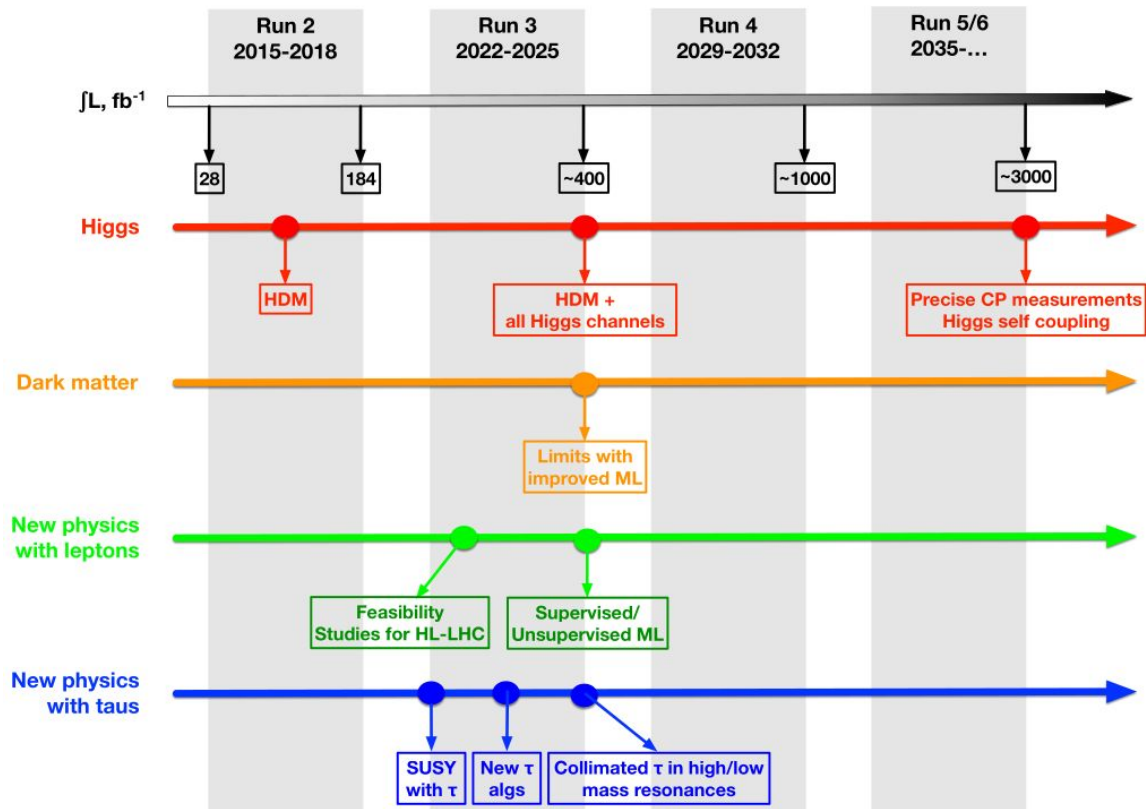 Run 2
2015-2018
Run 3
2022-2025
Run 4
2029-2032
Run 5/6
2035-...
∫L, fb⁻¹
28
184
~400
~1000
~3000
Higgs
HDM
HDM +
all Higgs channels
Precise CP measurements
Higgs self coupling
Dark matter
Limits with
improved ML
New physics
with leptons
Feasibility
Studies for HL-LHC
Supervised/
Unsupervised ML
New physics
with taus
SUSY
with τ
New τ
algs
Collimated τ in high/low
mass resonances